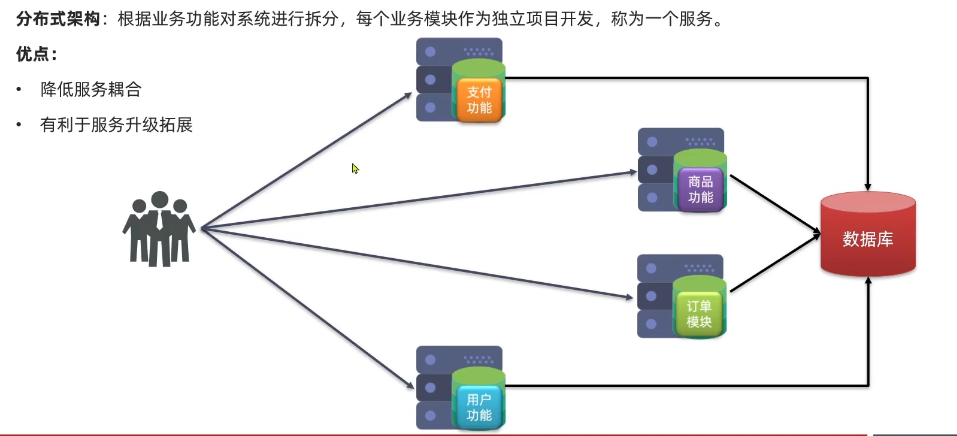 分布式架构：根据业务功能对系统进行拆分，每个业务模块作为独立项目开发，称为一个服务。
优点：
• 降低服务耦合
• 有利于服务升级拓展
支付
功能
商品
功能
数据库
订单
模块
用户
功能